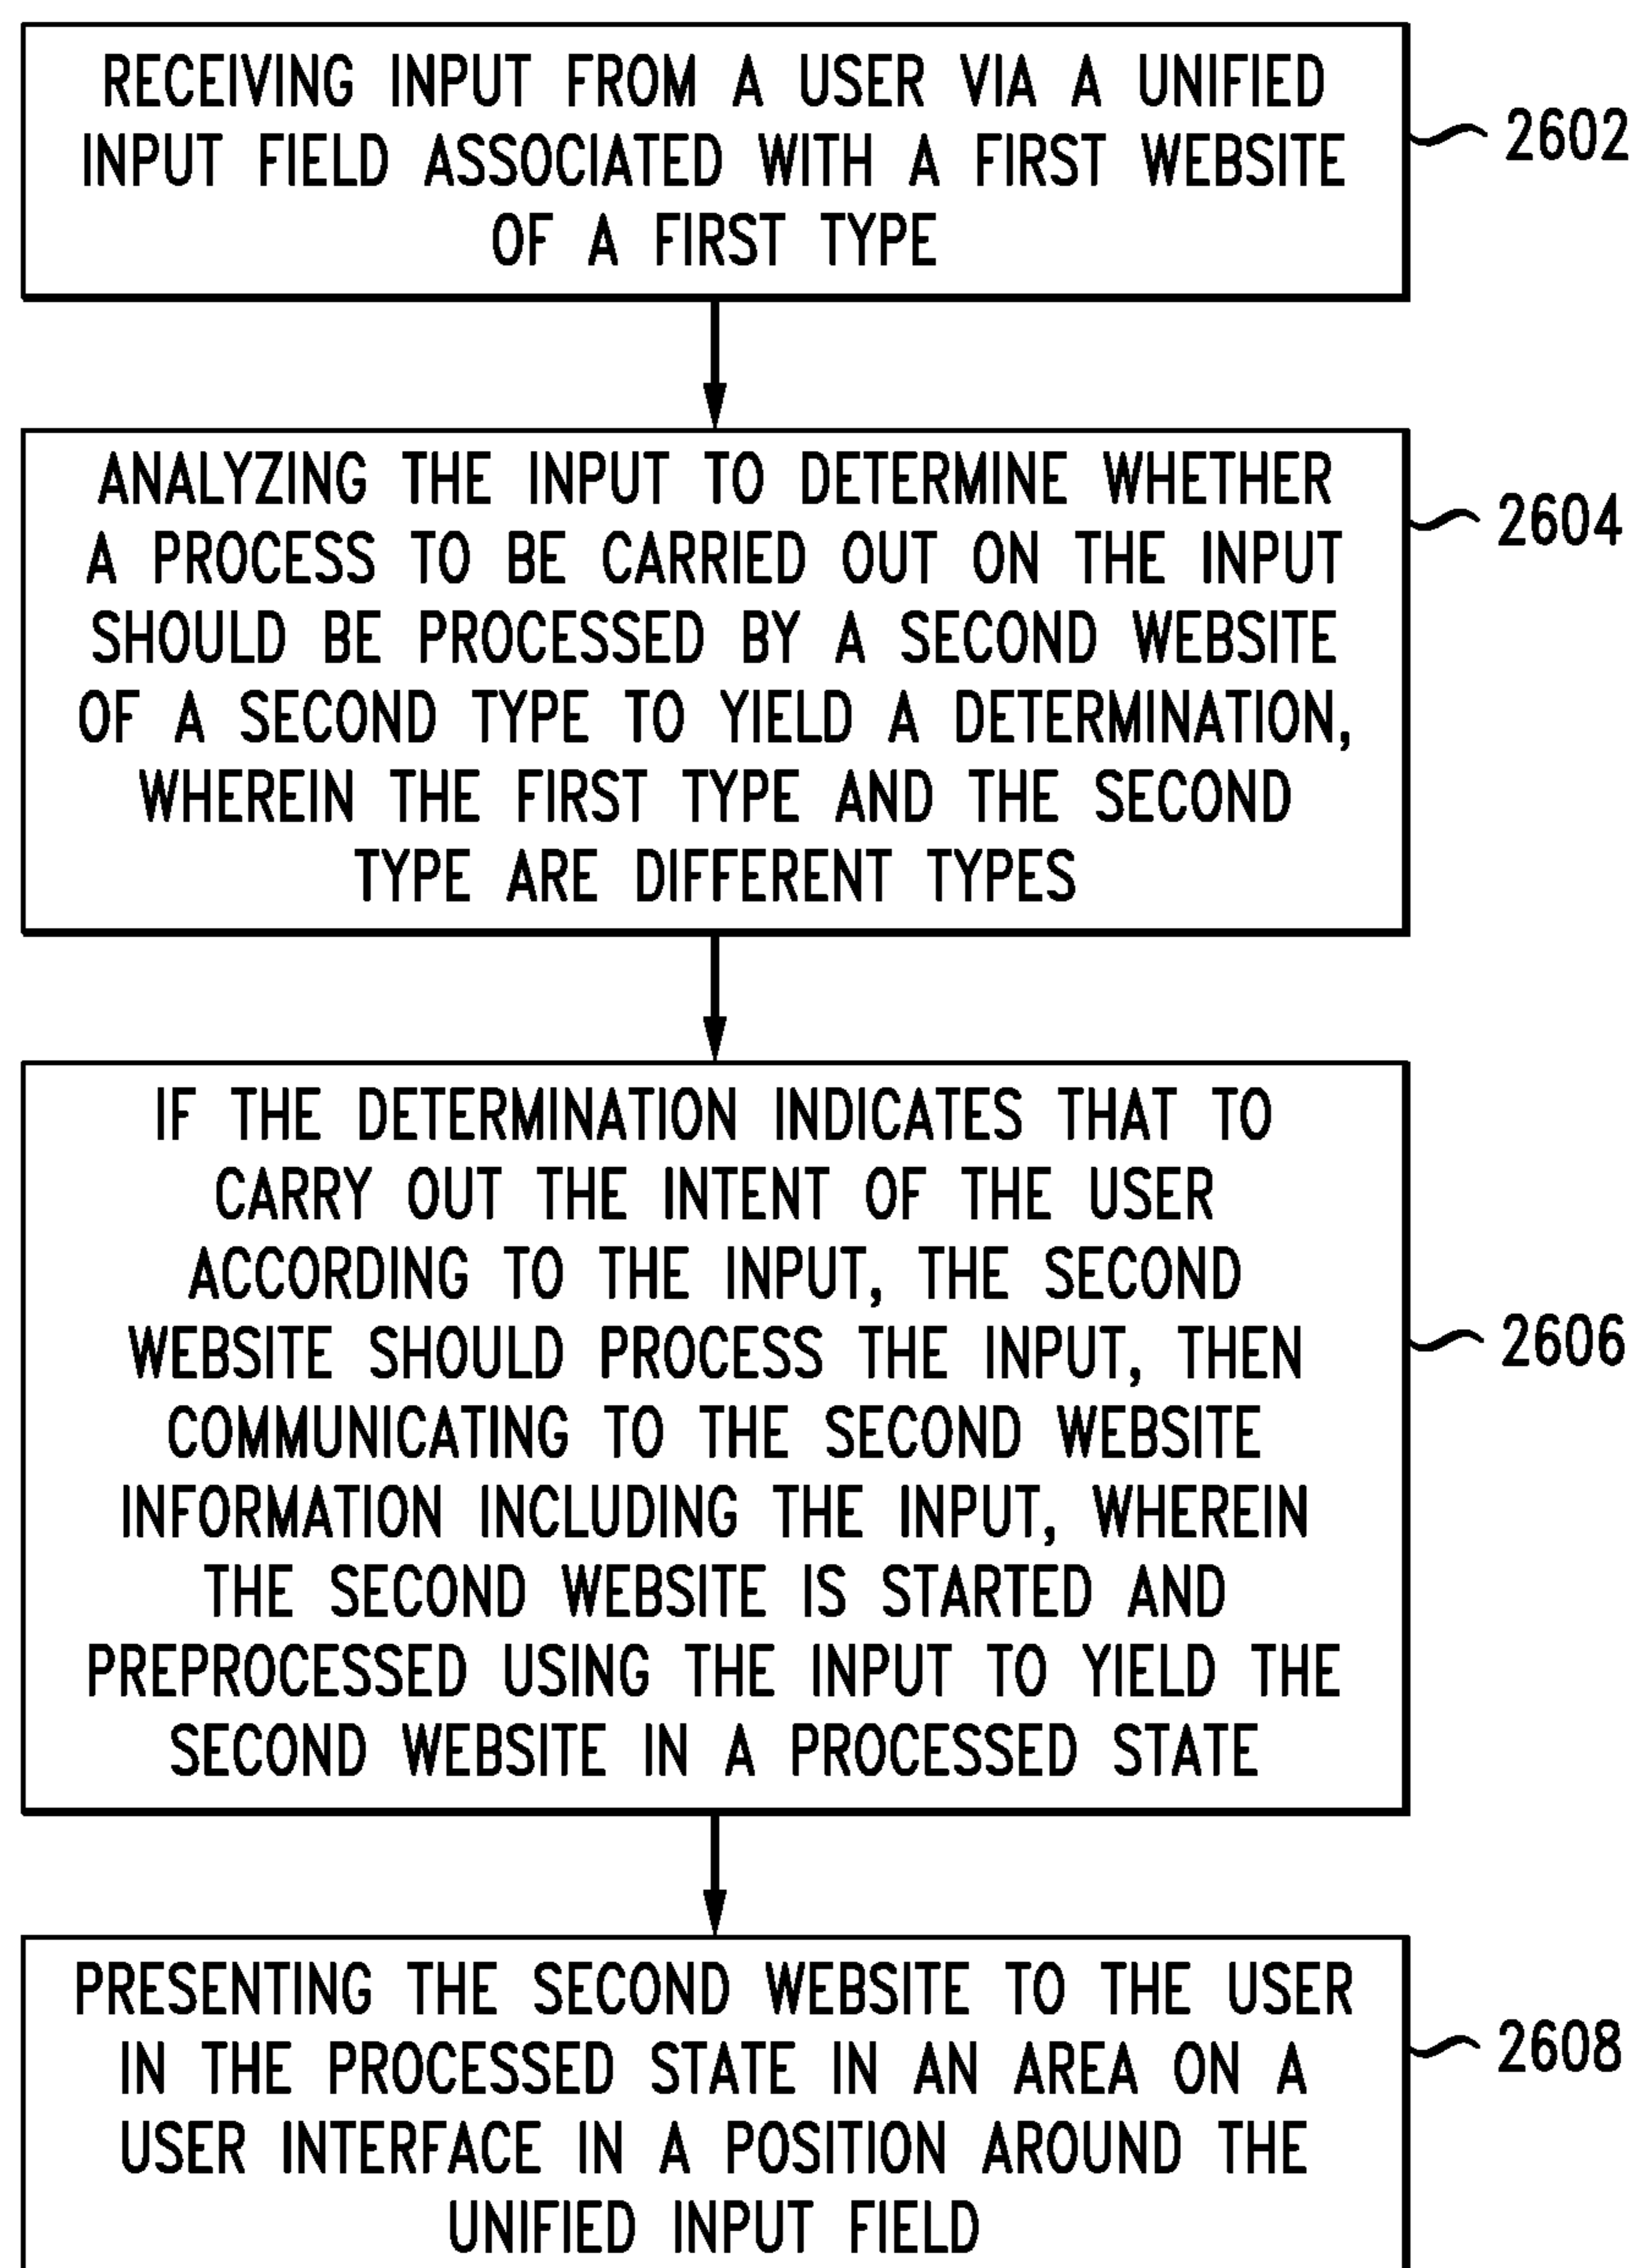 RECEIVING INPUT FROM A USER VIA A UNIFIED
INPUT FIELD ASSOCIATED WITH A FIRST WEBSITE
OF A FIRST TYPE
2602
ANALYZING THE INPUT TO DETERMINE WHETHER
A PROCESS TO BE CARRIED OUT ON THE INPUT
SHOULD BE PROCESSED BY A SECOND WEBSITE
OF A SECOND TYPE TO YIELD A DETERMINATION,
WHEREIN THE FIRST TYPE AND THE SECOND
TYPE ARE DIFFERENT TYPES
2604
IF THE DETERMINATION INDICATES THAT TO
CARRY OUT THE INTENT OF THE USER
ACCORDING TO THE INPUT, THE SECOND
WEBSITE SHOULD PROCESS THE INPUT, THEN
COMMUNICATING TO THE SECOND WEBSITE
INFORMATION INCLUDING THE INPUT, WHEREIN
THE SECOND WEBSITE IS STARTED AND
PREPROCESSED USING THE INPUT TO YIELD THE
SECOND WEBSITE IN A PROCESSED STATE
2606
PRESENTING THE SECOND WEBSITE TO THE USER
IN THE PROCESSED STATE IN AN AREA ON A
USER INTERFACE IN A POSITION AROUND THE
UNIFIED INPUT FIELD
2608